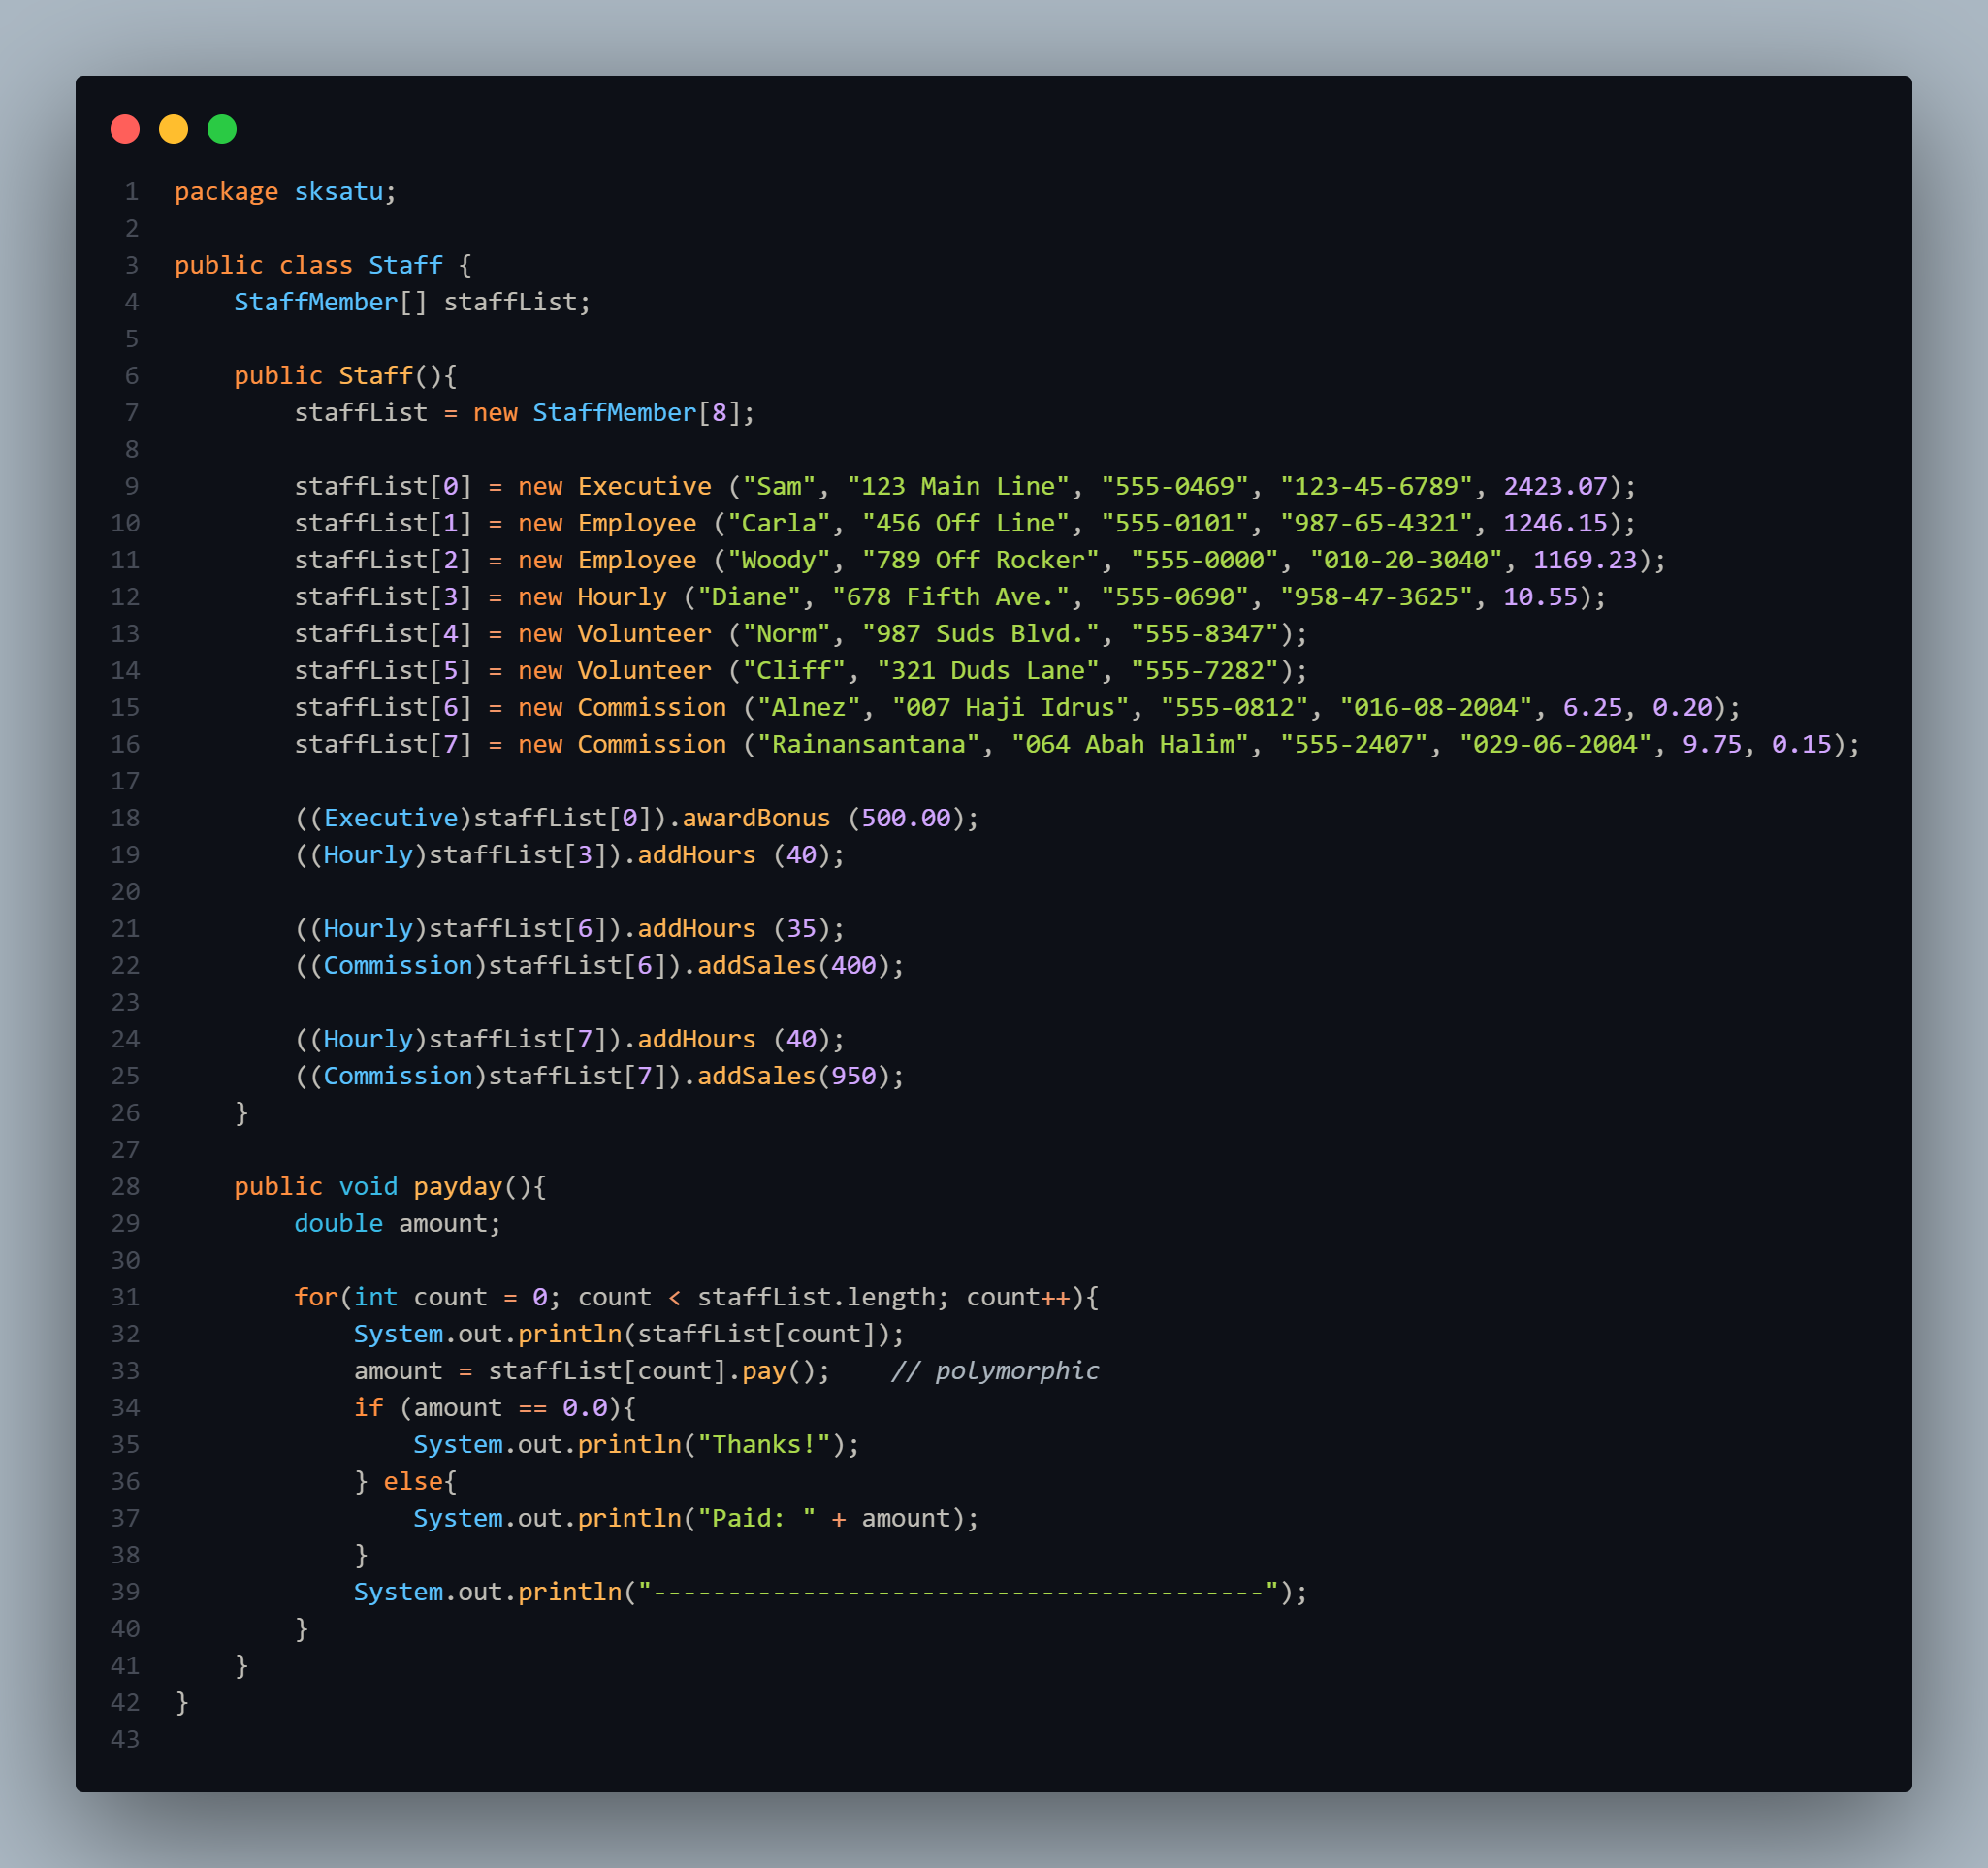 1 package sksatu;
2
3 public class Staff {
4     StaffMember[] staffList;
5
6     public Staff(){
7         staffList = new StaffMember[8];
8
9         staffList[0] = new Executive ("Sam", "123 Main Line", "555-0469", "123-45-6789", 2423.07);
10         staffList[1] = new Employee ("Carla", "456 Off Line", "555-0101", "987-65-4321", 1246.15);
11         staffList[2] = new Employee ("Woody", "789 Off Rocker", "555-0000", "010-20-3040", 1169.23);
12         staffList[3] = new Hourly ("Diane", "678 Fifth Ave.", "555-0690", "958-47-3625", 10.55);
13         staffList[4] = new Volunteer ("Norm", "987 Suds Blvd.", "555-8347");
14         staffList[5] = new Volunteer ("Cliff", "321 Duds Lane", "555-7282");
15         staffList[6] = new Commission ("Alnez", "007 Haji Idrus", "555-0812", "016-08-2004", 6.25, 0.20);
16         staffList[7] = new Commission ("Rainansantana", "064 Abah Halim", "555-2407", "029-06-2004", 9.75, 0.15);
17
18         ((Executive)staffList[0]).awardBonus (500.00);
19         ((Hourly)staffList[3]).addHours (40);
20
21         ((Hourly)staffList[6]).addHours (35);
22         ((Commission)staffList[6]).addSales(400);
23
24         ((Hourly)staffList[7]).addHours (40);
25         ((Commission)staffList[7]).addSales(950);
26     }
27
28     public void payday(){
29         double amount;
30
31         for(int count = 0; count < staffList.length; count++){
32             System.out.println(staffList[count]);
33             amount = staffList[count].pay();    // polymorphic
34             if (amount == 0.0){
35                 System.out.println("Thanks!");
36             } else{
37                 System.out.println("Paid: " + amount);
38             }
39             System.out.println("-----------------------------------------");
40         }
41     }
42 }
43